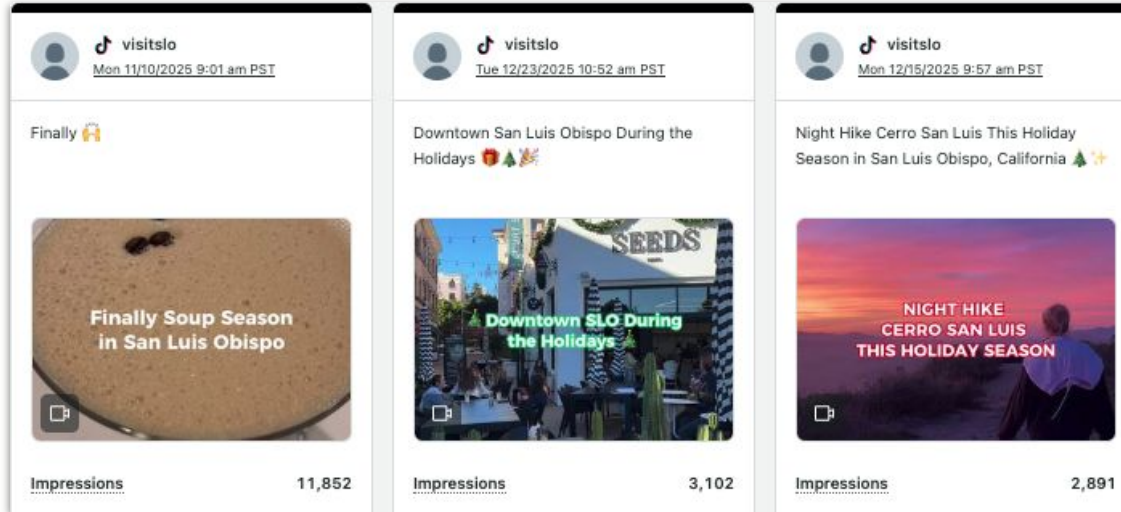 visitslo
Mon 11/10/2025 9:01 am PST
Finally 🙌
Finally Soup Season
in San Luis Obispo
Impressions 11,852
visitslo
Tue 12/23/2025 10:52 am PST
Downtown San Luis Obispo During the
Holidays 🎁🎄🎉
SEEDS
🎄Downtown SLO During
the Holidays🎄
Impressions 3,102
visitslo
Mon 12/15/2025 9:57 am PST
Night Hike Cerro San Luis This Holiday
Season in San Luis Obispo, California 🎄✨
NIGHT HIKE
CERRO SAN LUIS
THIS HOLIDAY SEASON
Impressions 2,891